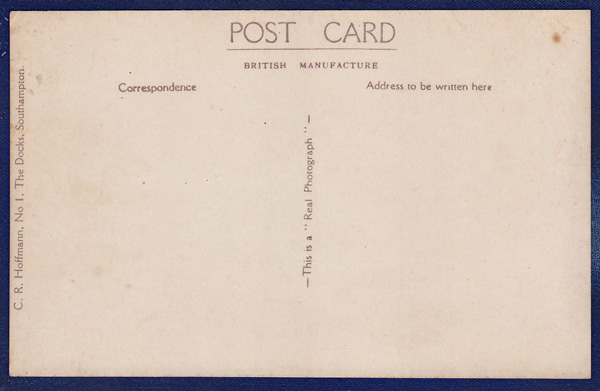 POST CARD
BRITISH MANUFACTURE
Correspondence
Address to be written here
—This is a "Real Photograph"—
C. R. Hoffmann, No 1, The Docks, Southampton.